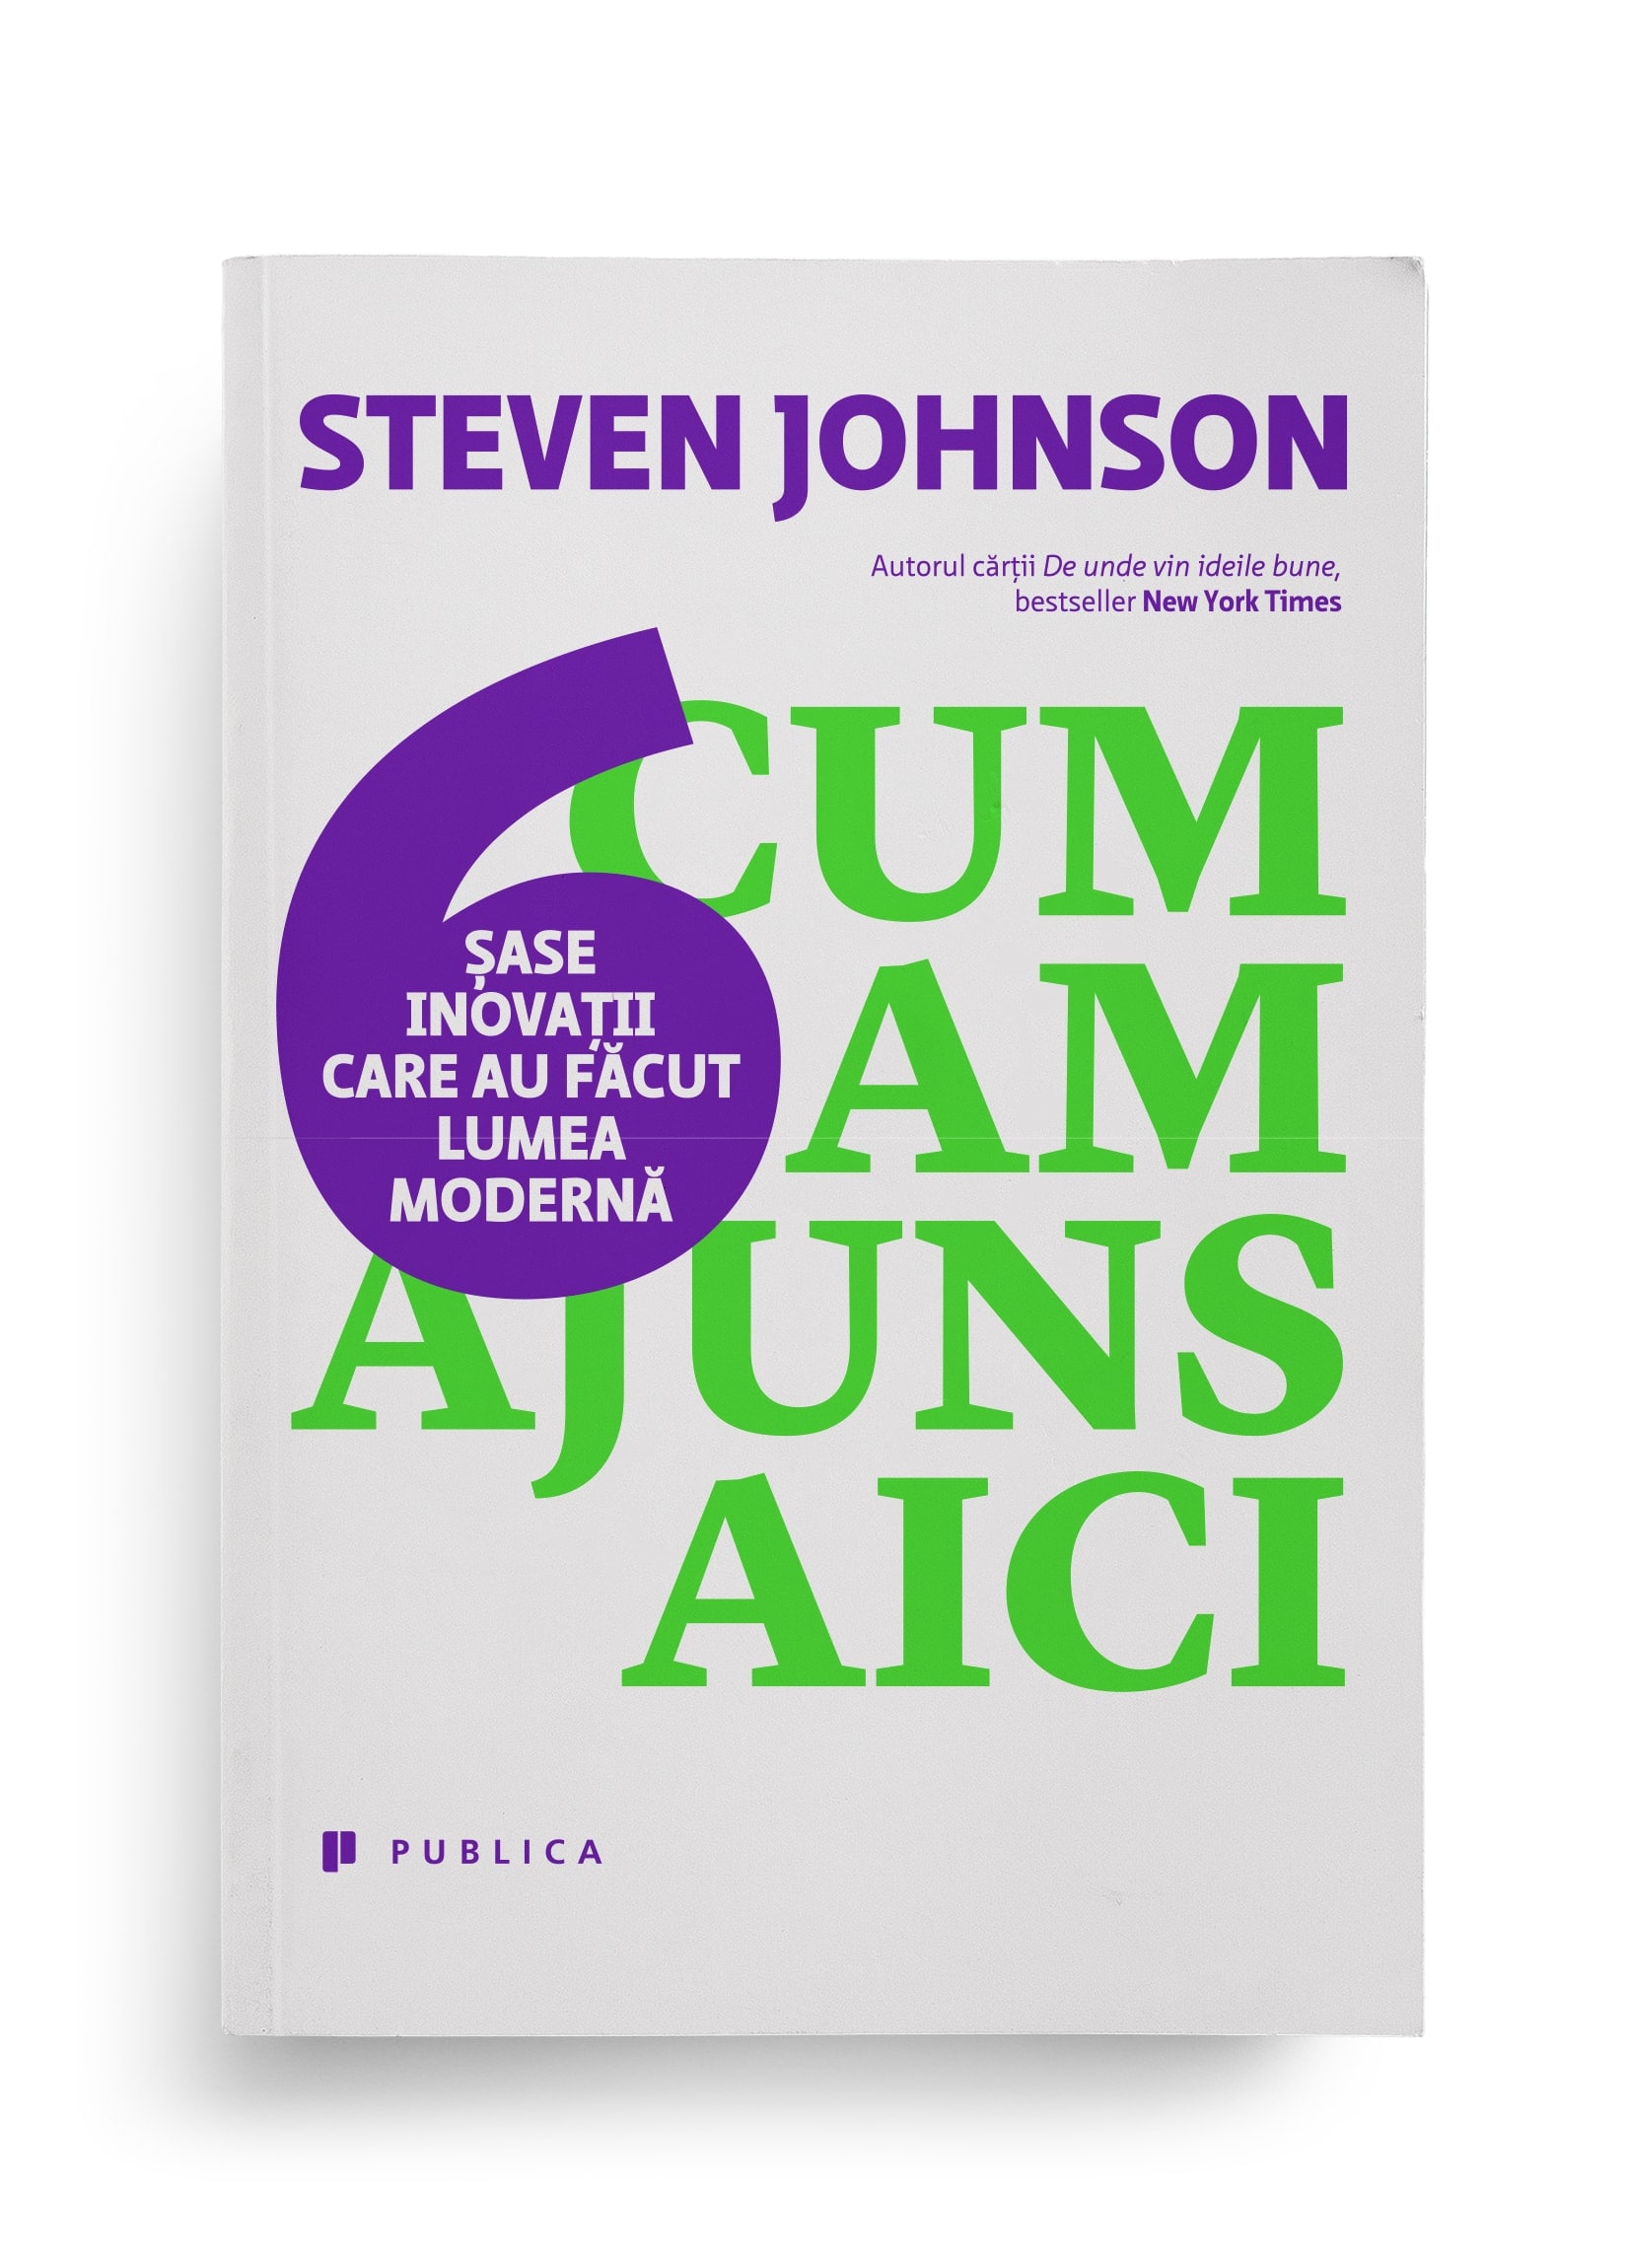 STEVEN JOHNSON
Autorul cărții De unde vin ideile bune,
bestseller New York Times
CUM
AM
AJUNS
AICI
ȘASE
INOVAȚII
CARE AU FĂCUT
LUMEA
MODERNĂ
PUBLICA